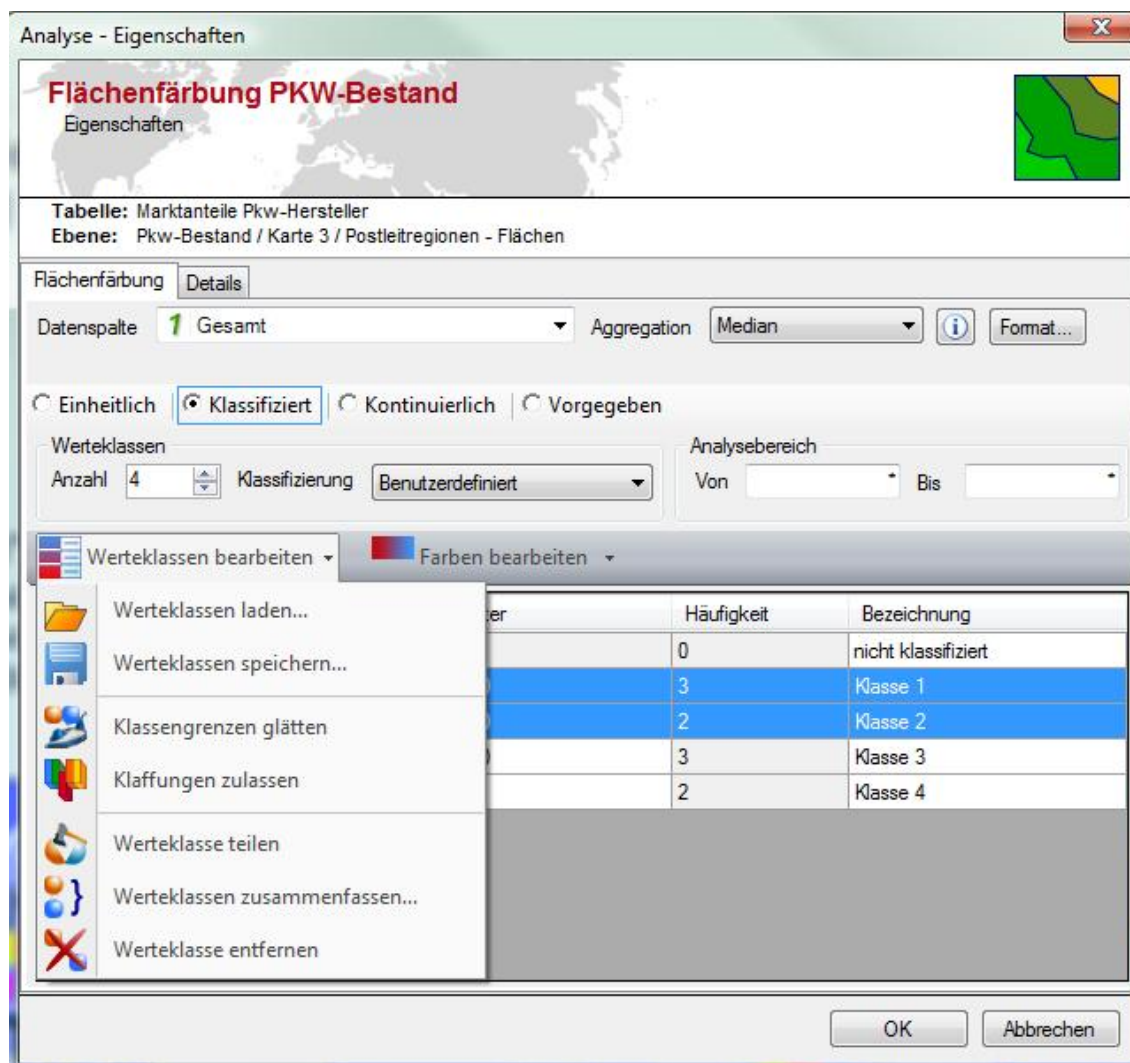 Analyse - Eigenschaften
Flächenfärbung PKW-Bestand
Eigenschaften
Tabelle: Marktanteile Pkw-Hersteller
Ebene: Pkw-Bestand / Karte 3 / Postleitregionen - Flächen
Flächenfärbung Details
Datenspalte 1 Gesamt Aggregation Median Format...
Einheitlich Klassifiziert Kontinuierlich Vorgegeben
Werteklassen Analysebereich
Anzahl 4 Klassifizierung Benutzerdefiniert Von * Bis *
Werteklassen bearbeiten Farben bearbeiten
Häufigkeit Bezeichnung
0 nicht klassifiziert
3 Klasse 1
2 Klasse 2
3 Klasse 3
2 Klasse 4
Werteklassen laden...
Werteklassen speichern...
Klassengrenzen glätten
Klaffungen zulassen
Werteklasse teilen
Werteklassen zusammenfassen...
Werteklasse entfernen
OK Abbrechen